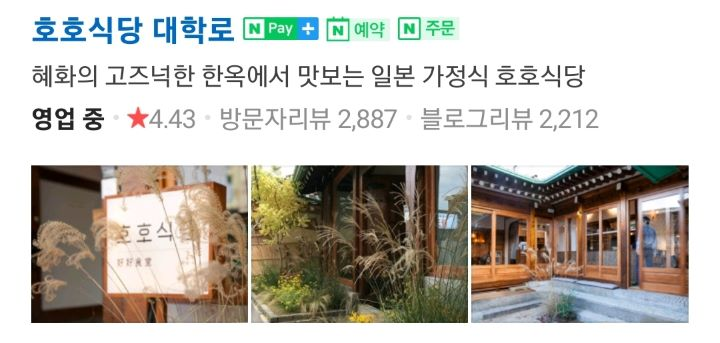 호호식당 대학로 N Pay + N 예약 N 주문
혜화의 고즈넉한 한옥에서 맛보는 일본 가정식 호호식당
영업 중 · ★4.43 · 방문자리뷰 2,887 · 블로그리뷰 2,212
호호식
好好食堂